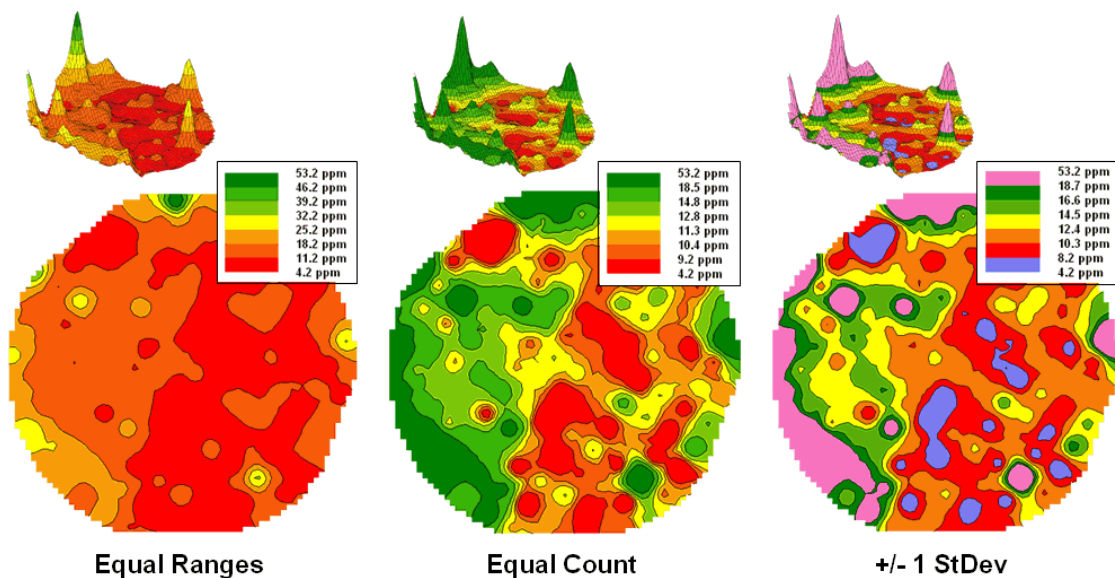 53.2 ppm
46.2 ppm
39.2 ppm
32.2 ppm
25.2 ppm
18.2 ppm
11.2 ppm
4.2 ppm
53.2 ppm
18.5 ppm
14.8 ppm
12.8 ppm
11.3 ppm
10.4 ppm
9.2 ppm
4.2 ppm
53.2 ppm
18.7 ppm
16.6 ppm
14.5 ppm
12.4 ppm
10.3 ppm
8.2 ppm
4.2 ppm
Equal Ranges
Equal Count
+/- 1 StDev